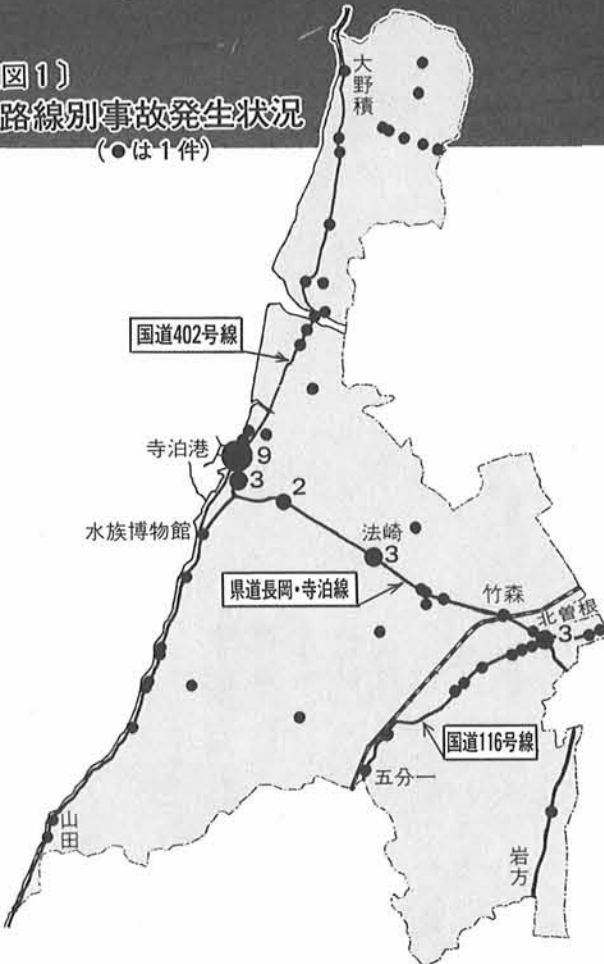 図1〕
路線別事故発生状況
(●は1件)
大野積
国道402号線
寺泊港
9
3
2
水族博物館
法崎
3
県道長岡・寺泊線
竹森
北曽根
3
国道116号線
五分一
山田
岩方